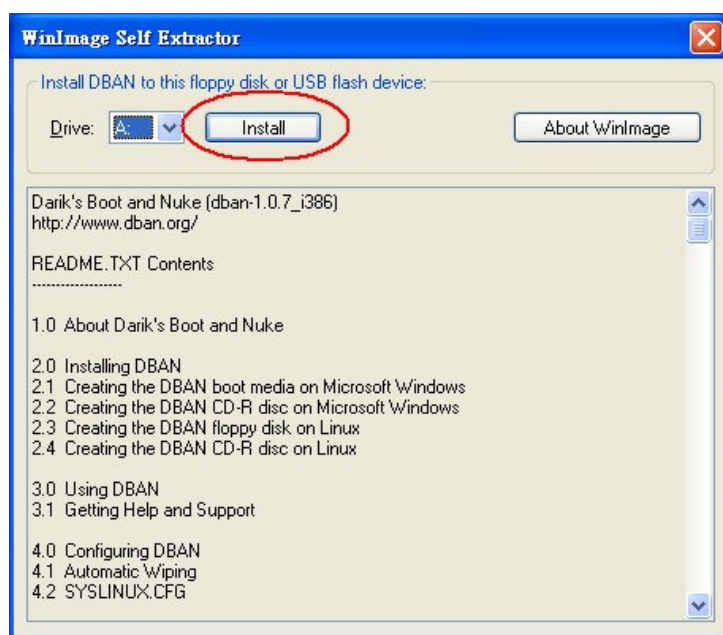 WinImage Self Extractor
Install DBAN to this floppy disk or USB flash device:
Drive: A: Install About WinImage
Darik's Boot and Nuke (dban-1.0.7_i386)
http://www.dban.org/
README.TXT Contents
-------------------
1.0 About Darik's Boot and Nuke
2.0 Installing DBAN
2.1 Creating the DBAN boot media on Microsoft Windows
2.2 Creating the DBAN CD-R disc on Microsoft Windows
2.3 Creating the DBAN floppy disk on Linux
2.4 Creating the DBAN CD-R disc on Linux
3.0 Using DBAN
3.1 Getting Help and Support
4.0 Configuring DBAN
4.1 Automatic Wiping
4.2 SYSLINUX.CFG